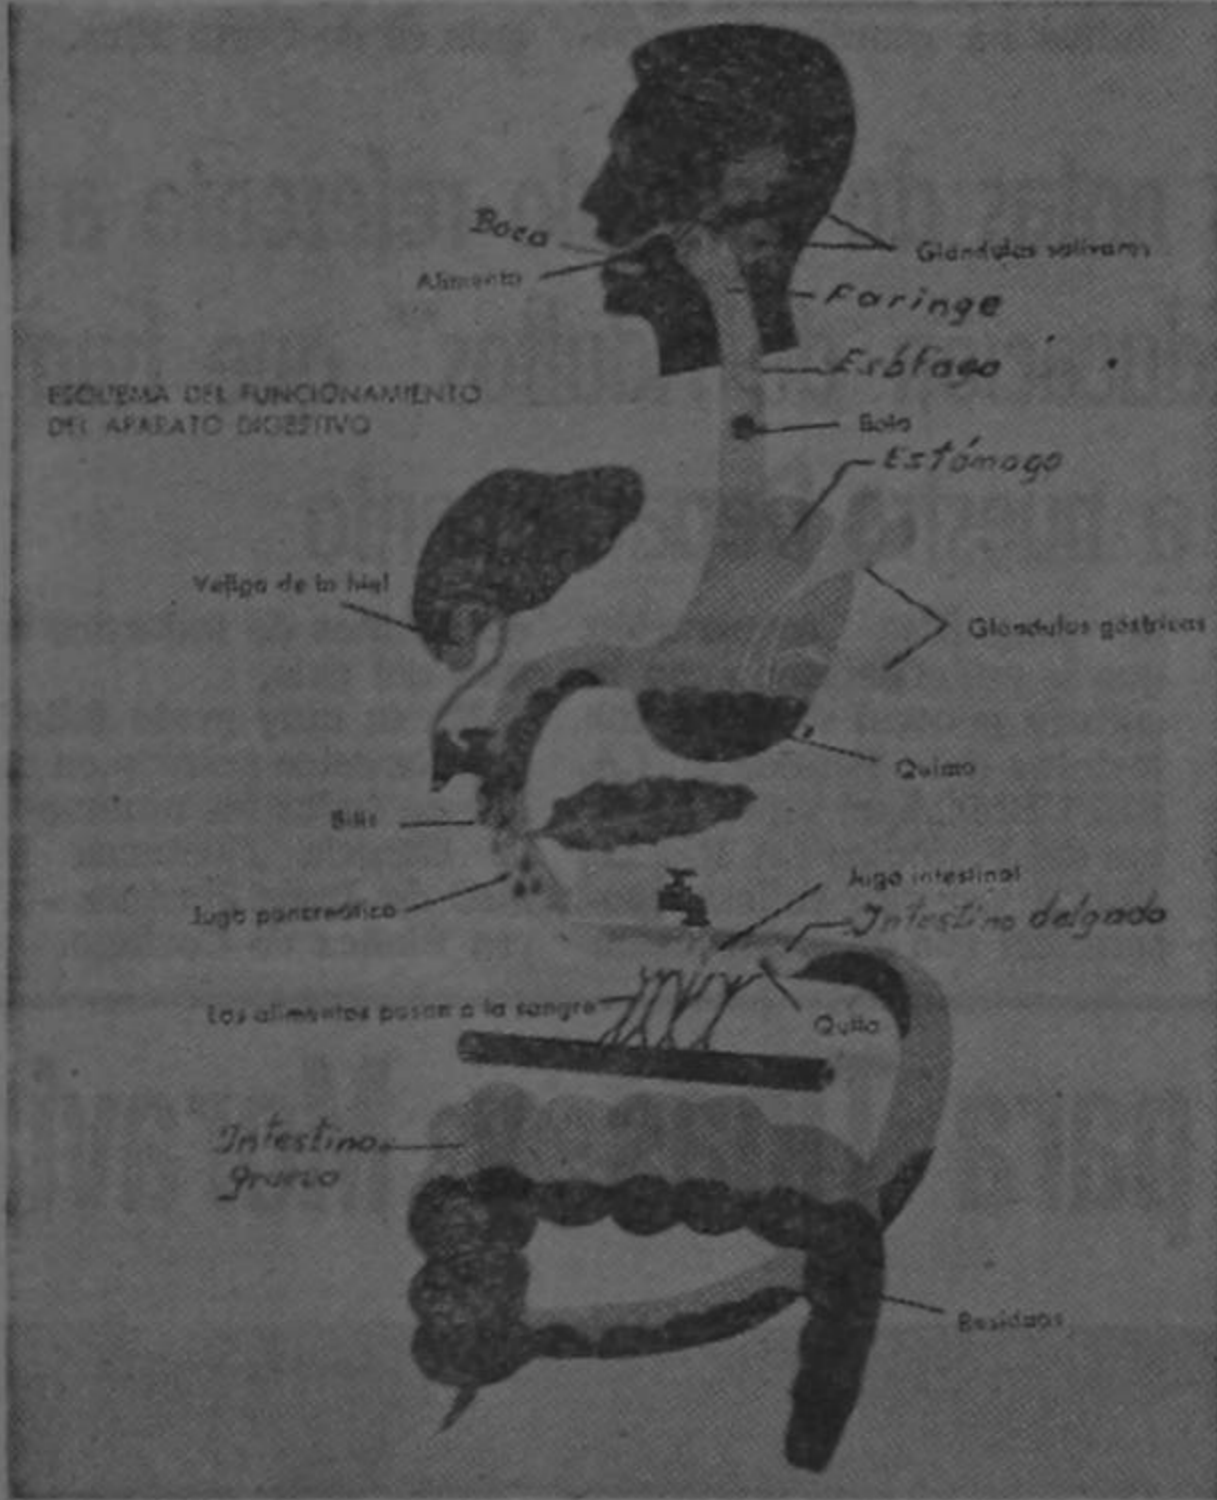 Boca
Glándulas salivares
Alimento
Faringe
Esófago
ESQUEMA DEL FUNCIONAMIENTO
DEL APARATO DIGESTIVO
Bolo
Estómago
Vejiga de la hiel
Glándulas gástricas
Quimo
Bilis
Jugo intestinal
Jugo pancreático
Intestino delgado
Los alimentos pasan a la sangre
Quilo
Intestino
grueso
Residuos